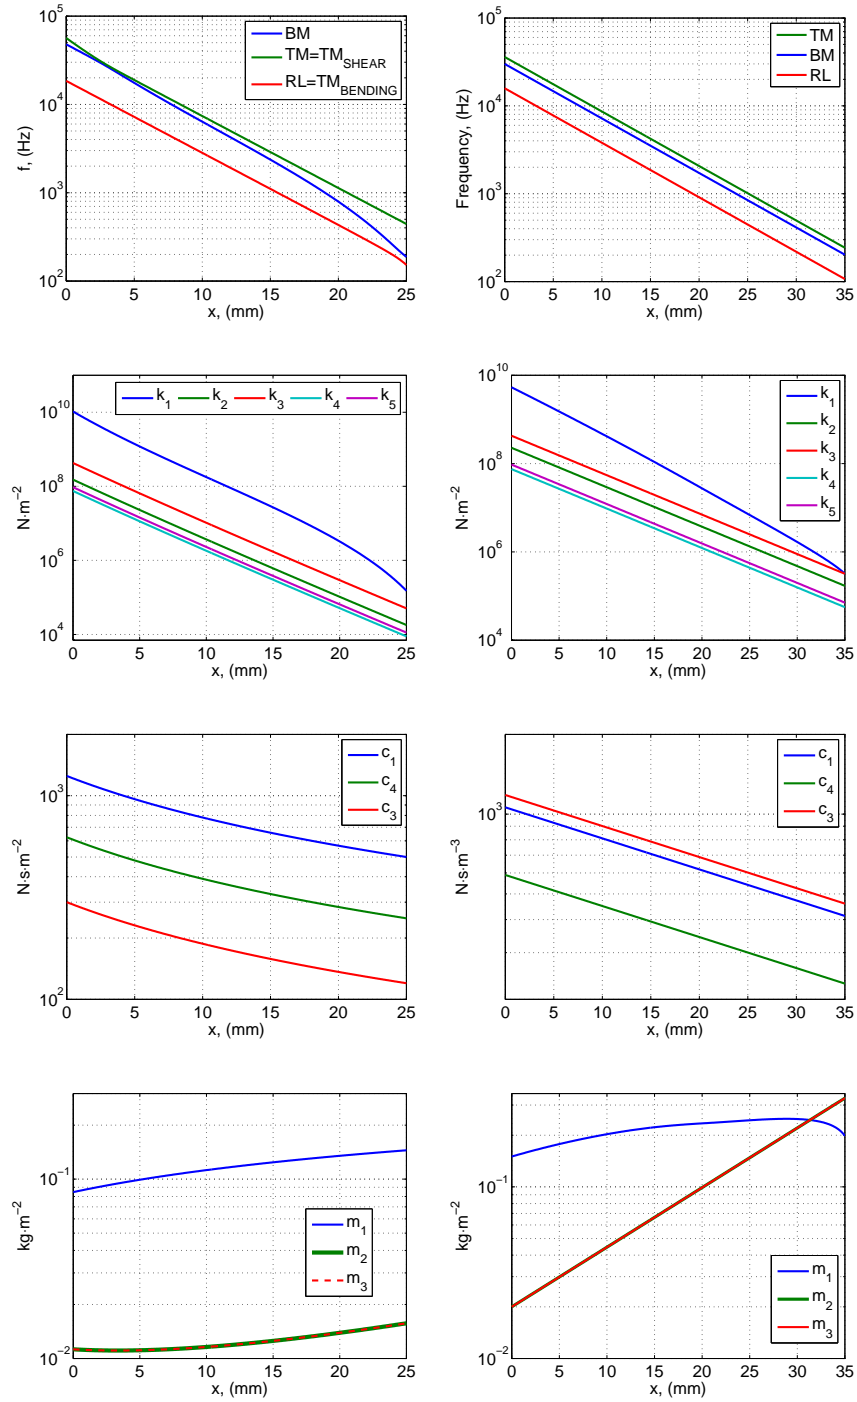 10^5
10^4
10^3
10^2
f, (Hz)
0 5 10 15 20 25
x, (mm)
BM
TM=TM_SHEAR
RL=TM_BENDING
10^5
10^4
10^3
10^2
Frequency, (Hz)
0 5 10 15 20 25 30 35
x, (mm)
TM
BM
RL
10^10
10^8
10^6
10^4
N·m^−2
0 5 10 15 20 25
x, (mm)
k_1 k_2 k_3 k_4 k_5
10^10
10^8
10^6
10^4
N·m^−2
0 5 10 15 20 25 30 35
x, (mm)
k_1
k_2
k_3
k_4
k_5
10^3
10^2
N·s·m^−2
0 5 10 15 20 25
x, (mm)
c_1
c_4
c_3
10^3
N·s·m^−3
0 5 10 15 20 25 30 35
x, (mm)
c_1
c_4
c_3
10^−1
10^−2
kg·m^−2
0 5 10 15 20 25
x, (mm)
m_1
m_2
m_3
10^−1
10^−2
kg·m^−2
0 5 10 15 20 25 30 35
x, (mm)
m_1
m_2
m_3